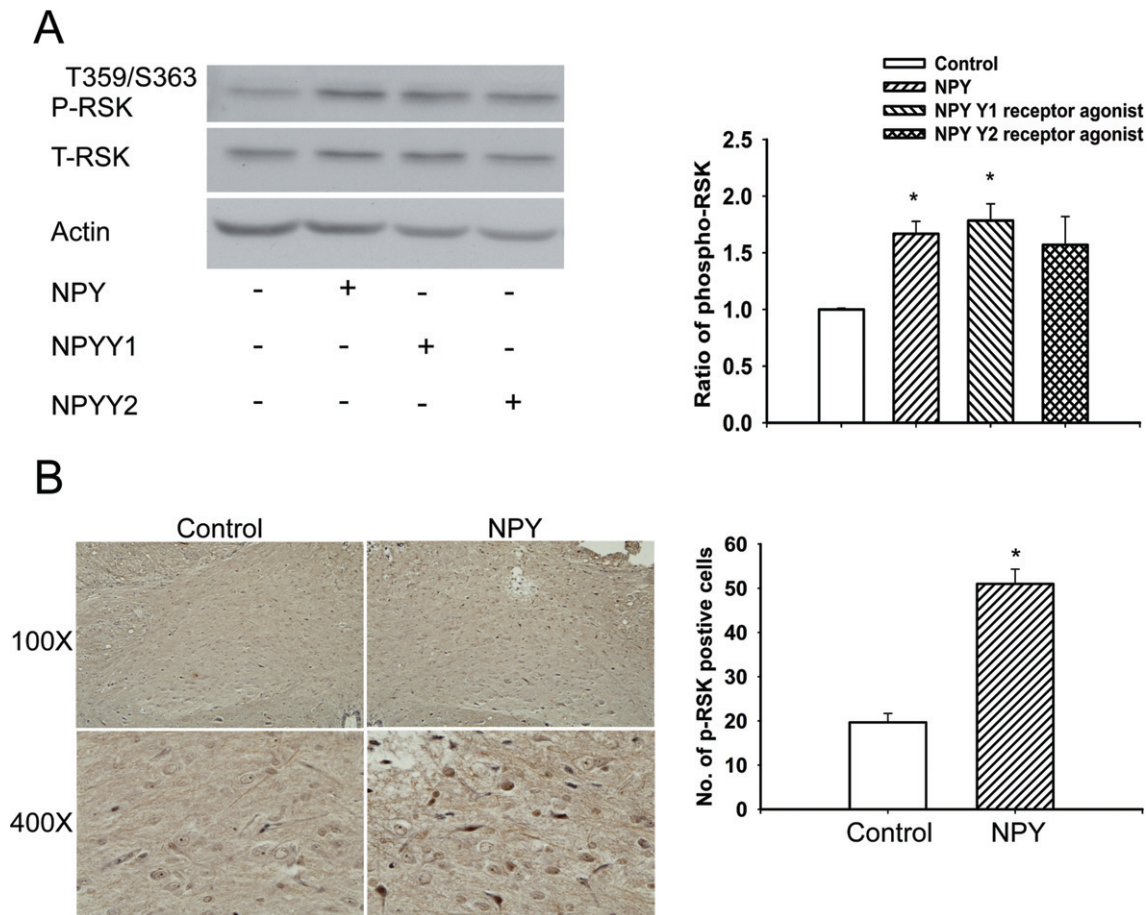 A
T359/S363
P-RSK
T-RSK
Actin
NPY - + - -
NPYY1 - - + -
NPYY2 - - - +
Control
NPY
NPY Y1 receptor agonist
NPY Y2 receptor agonist
Ratio of phospho-RSK
2.5
2.0
1.5
1.0
0.5
0.0
* *
B
Control NPY
100X
400X
No. of p-RSK postive cells
60
50
40
30
20
10
0
*
Control NPY